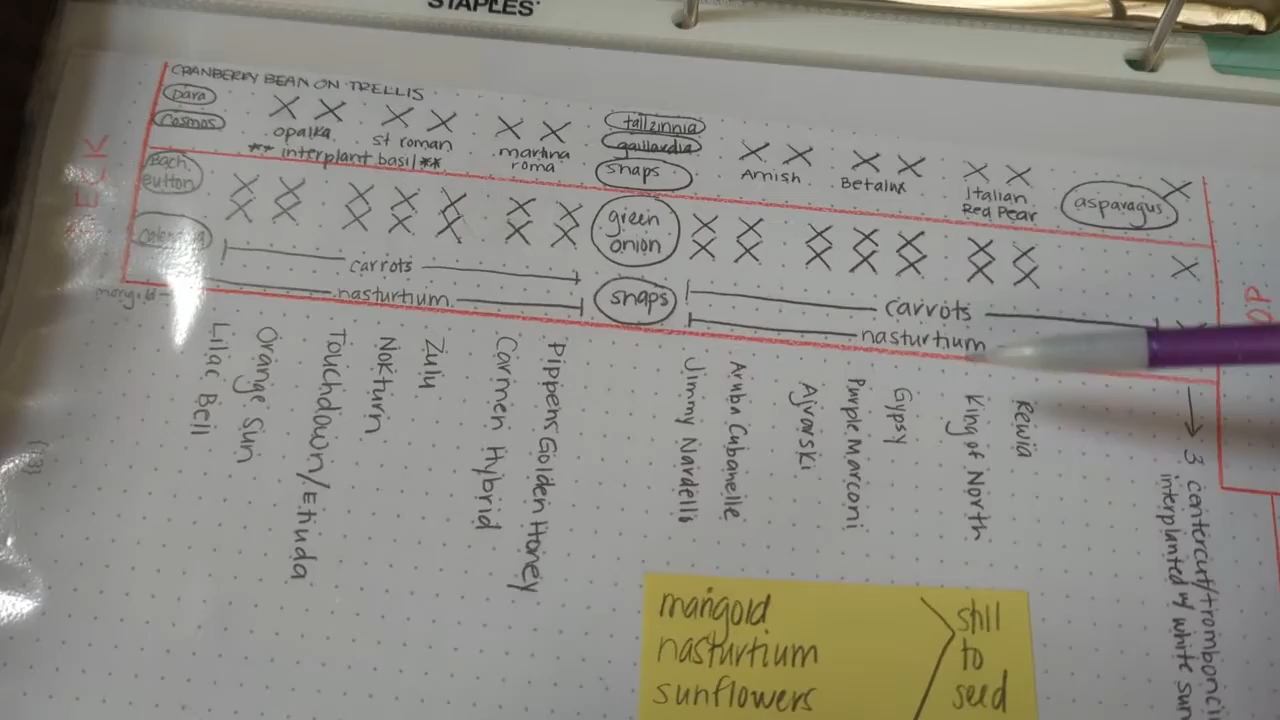 STAPLES
CRANBERRY BEAN ON TRELLIS
Dara
Cosmos
opalka
st roman
martina
roma
** interplant basil **
tall zinnia
gaillardia
snaps
Amish
Betalux
Italian
Red Pear
asparagus
Bach.
button
green
onion
carrots
nasturtium
snaps
carrots
nasturtium
Lilac Bell
Orange Sun
Touchdown/Etiuda
Nokturn
Zulu
Carmen Hybrid
Pippens Golden Honey
Jimmy Nardello
Aruba Cubanelle
Ajvarski
Purple Marconi
Gypsy
King of North
Rewia
3 centercut/tromboncin
interplanted w/ white sun
marigold
nasturtium
sunflowers
still
to
seed